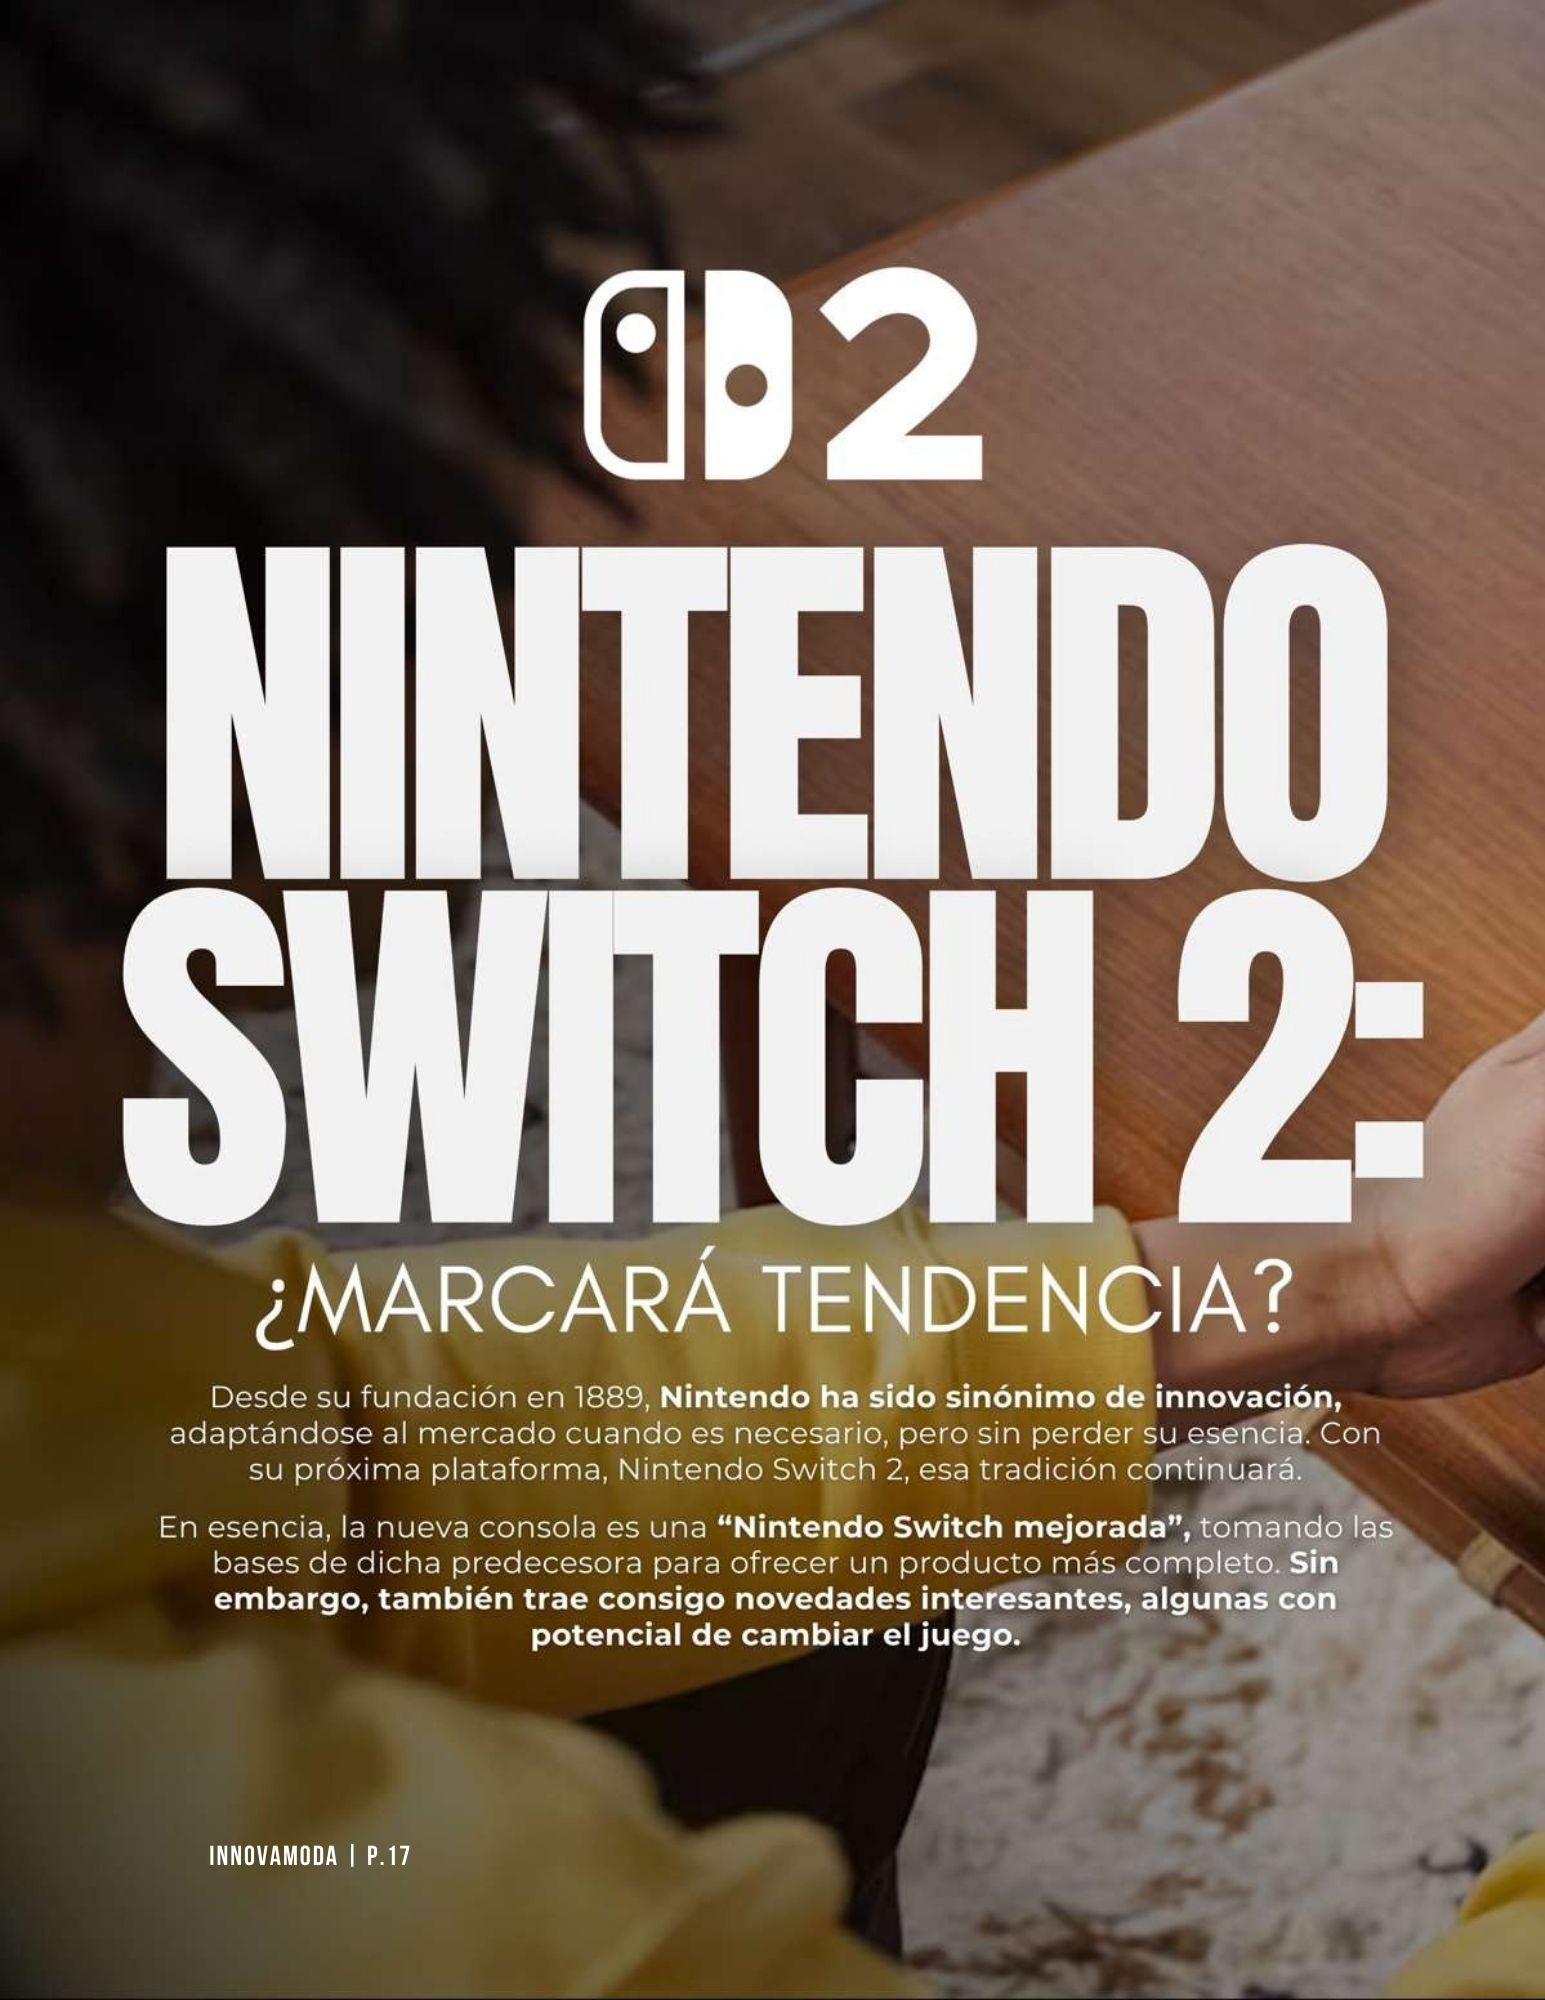 2
NINTENDO
SWITCH 2:
¿MARCARÁ TENDENCIA?
Desde su fundación en 1889, Nintendo ha sido sinónimo de innovación,
adaptándose al mercado cuando es necesario, pero sin perder su esencia. Con
su próxima plataforma, Nintendo Switch 2, esa tradición continuará.
En esencia, la nueva consola es una “Nintendo Switch mejorada”, tomando las
bases de dicha predecesora para ofrecer un producto más completo. Sin
embargo, también trae consigo novedades interesantes, algunas con
potencial de cambiar el juego.
INNOVAMODA | P.17